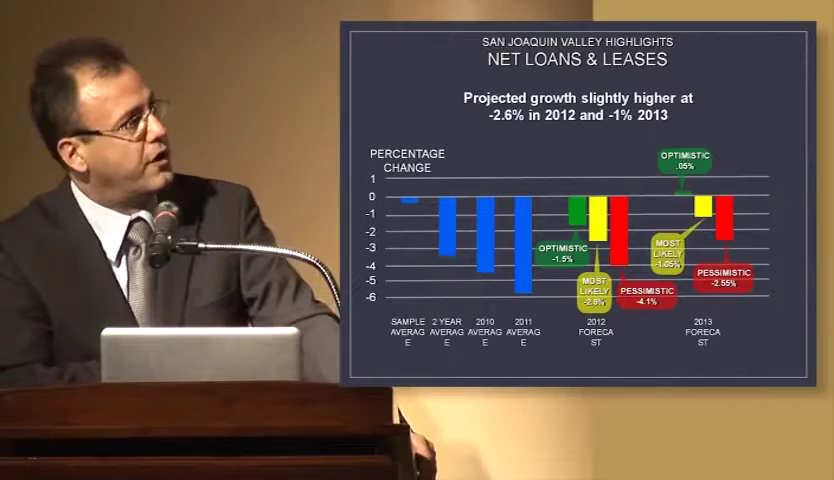 SAN JOAQUIN VALLEY HIGHLIGHTS
NET LOANS & LEASES
Projected growth slightly higher at
-2.6% in 2012 and -1% 2013
PERCENTAGE
CHANGE
1
0
-1
-2
-3
-4
-5
-6
OPTIMISTIC
-1.5%
MOST
LIKELY
-2.6%
PESSIMISTIC
-4.1%
OPTIMISTIC
.05%
MOST
LIKELY
-1.05%
PESSIMISTIC
-2.55%
SAMPLE
AVERAG
E
2 YEAR
AVERAG
E
2010
AVERAG
E
2011
AVERAG
E
2012
FORECA
ST
2013
FORECA
ST